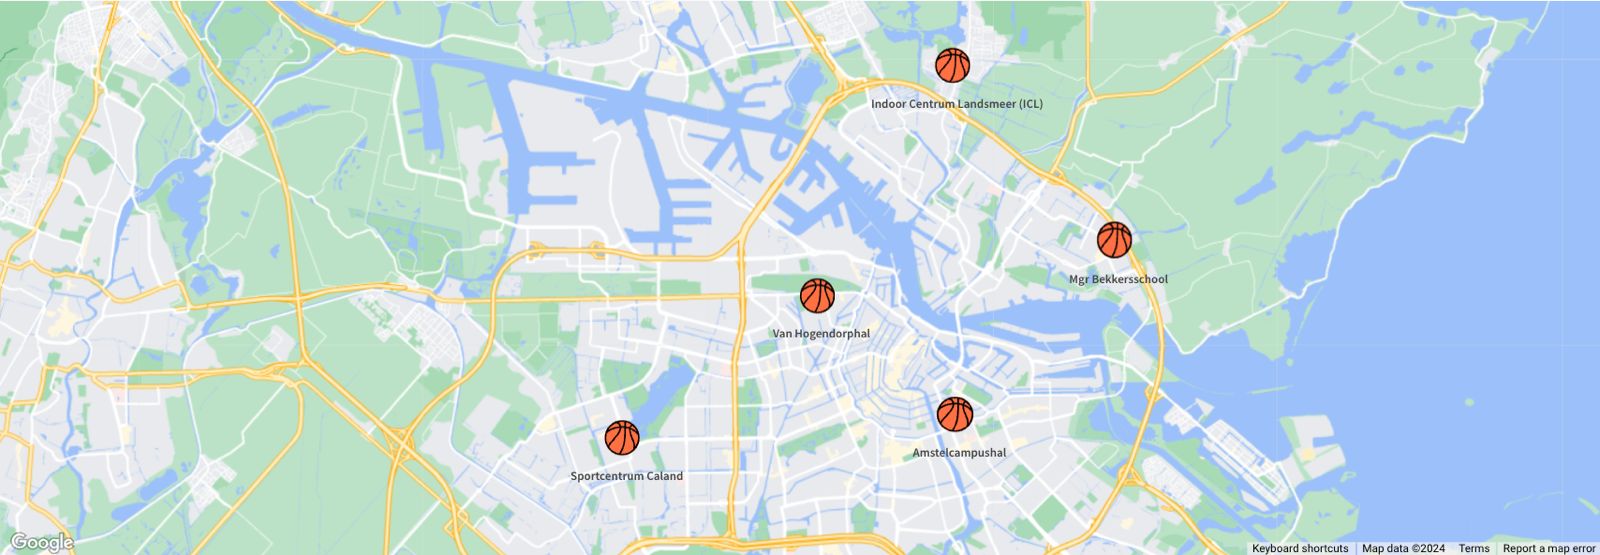 Indoor Centrum Landsmeer (ICL)
Mgr Bekkersschool
Van Hogendorphal
Amstelcampushal
Sportcentrum Caland
Google
Keyboard shortcuts Map data ©2024 Terms Report a map error